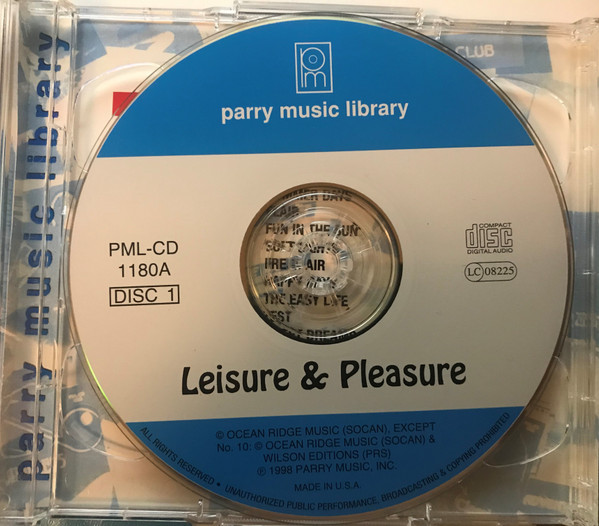 parry music library
CLUB
pm
parry music library
PML-CD
1180A
DISC 1
COMPACT
disc
DIGITAL AUDIO
LC 08225
DAYS
FUN IN THE SUN
AIR
THE EASY LIFE
Leisure & Pleasure
© OCEAN RIDGE MUSIC (SOCAN), EXCEPT
No. 10: © OCEAN RIDGE MUSIC (SOCAN) &
WILSON EDITIONS (PRS)
℗ 1998 PARRY MUSIC, INC.
MADE IN U.S.A.
ALL RIGHTS RESERVED • UNAUTHORIZED PUBLIC PERFORMANCE, BROADCASTING & COPYING PROHIBITED